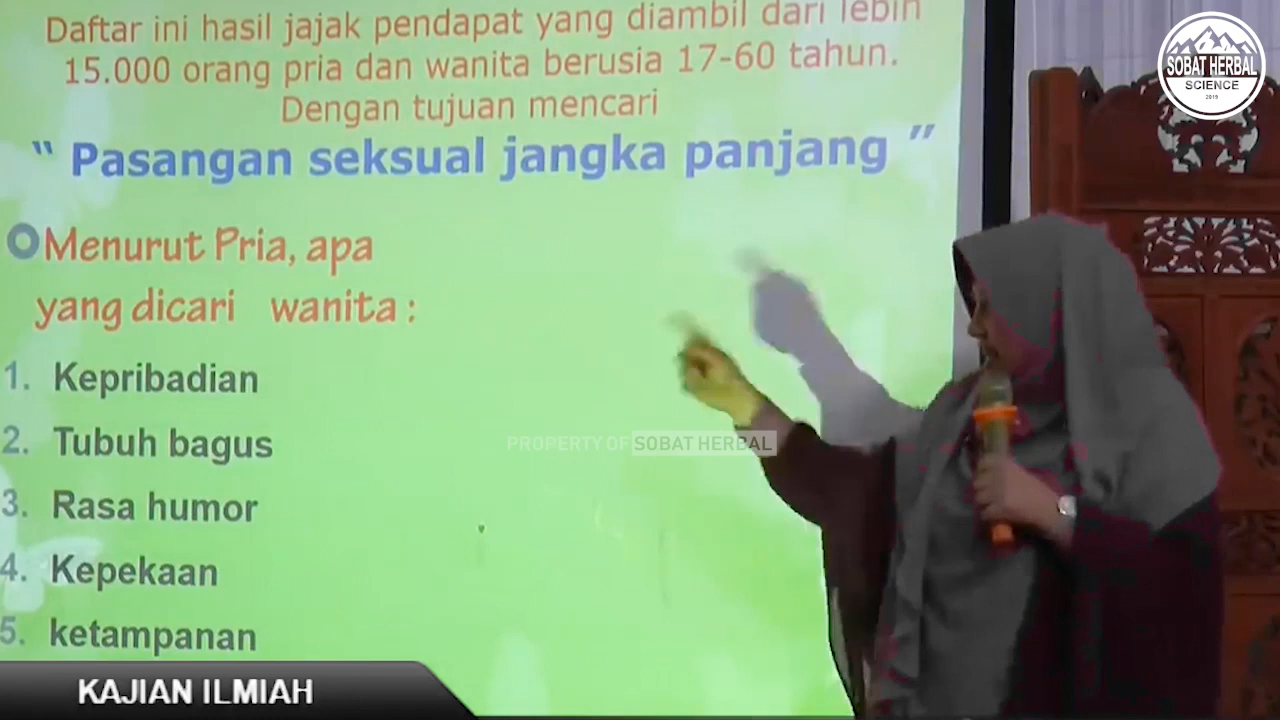 Daftar ini hasil jajak pendapat yang diambil dari lebih
15.000 orang pria dan wanita berusia 17-60 tahun.
Dengan tujuan mencari
“ Pasangan seksual jangka panjang ”
Menurut Pria, apa
yang dicari wanita :
1. Kepribadian
2. Tubuh bagus
3. Rasa humor
4. Kepekaan
5. ketampanan
PROPERTY OF SOBAT HERBAL
KAJIAN ILMIAH
SOBAT HERBAL
SCIENCE
2019